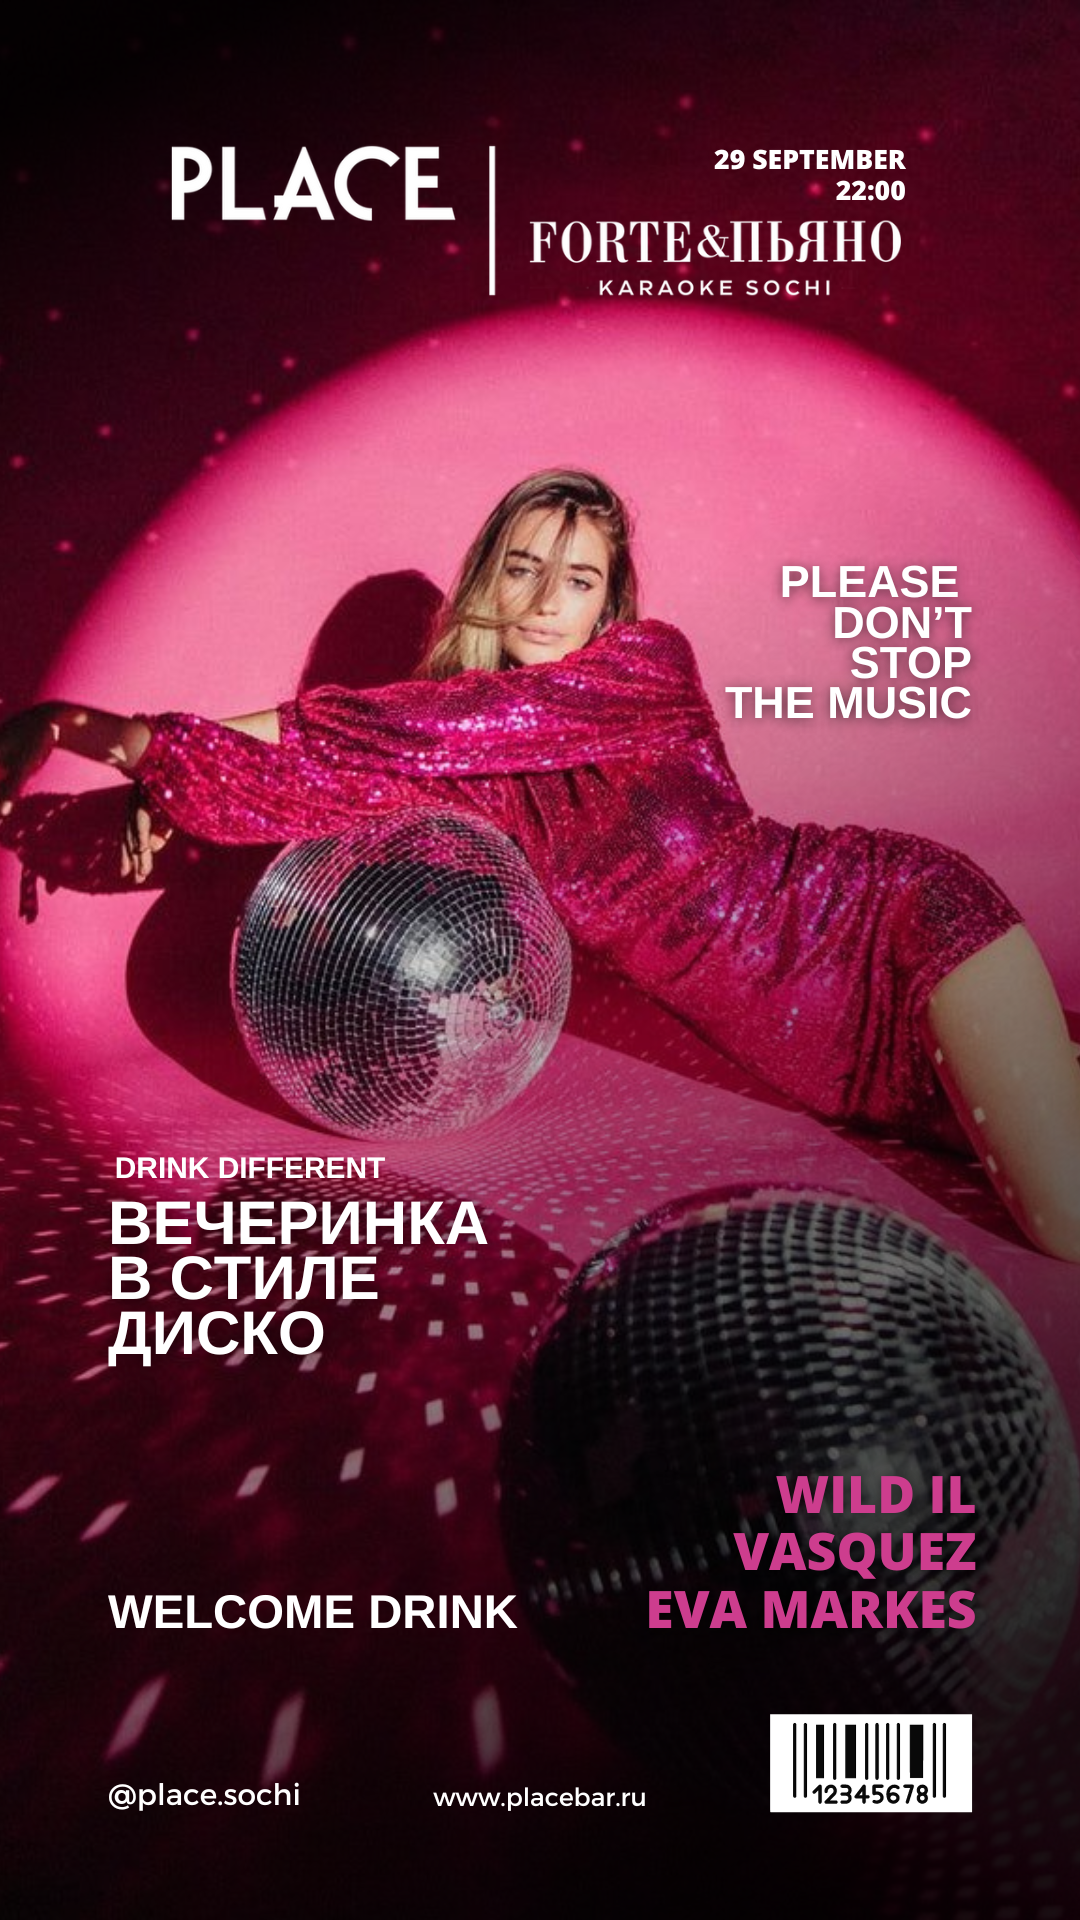 PLACE
29 SEPTEMBER
22:00
FORTE&ПЬЯНО
KARAOKE SOCHI
PLEASE
DON’T
STOP
THE MUSIC
DRINK DIFFERENT
ВЕЧЕРИНКА
В СТИЛЕ
ДИСКО
WILD IL
VASQUEZ
EVA MARKES
WELCOME DRINK
@place.sochi
www.placebar.ru
12345678